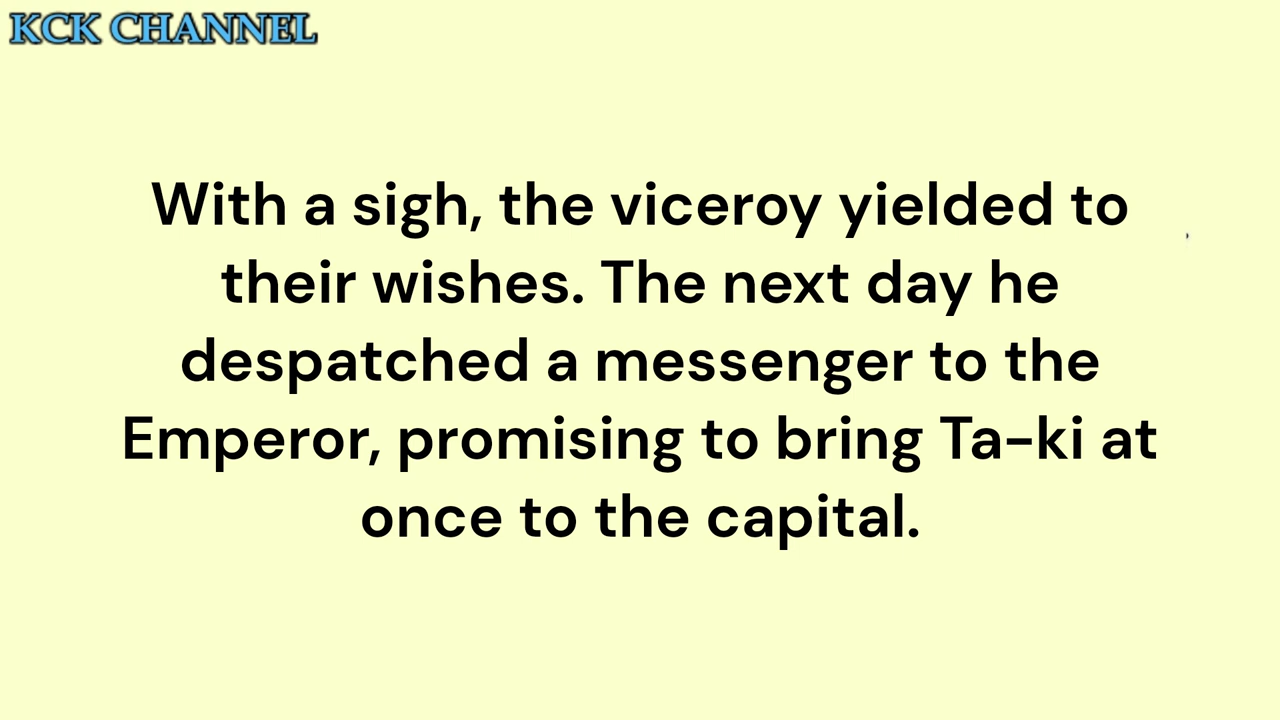 KCK CHANNEL
With a sigh, the viceroy yielded to
their wishes. The next day he
despatched a messenger to the
Emperor, promising to bring Ta-ki at
once to the capital.